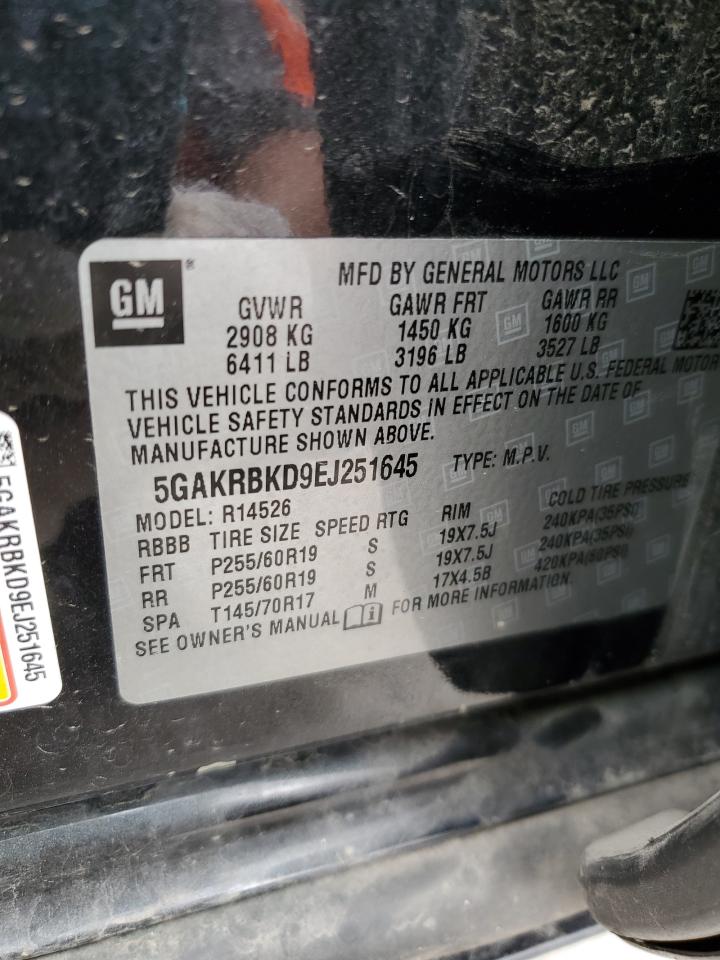 GM
MFD BY GENERAL MOTORS LLC
GVWR GAWR FRT GAWR RR
2908 KG 1450 KG 1600 KG
6411 LB 3196 LB 3527 LB
THIS VEHICLE CONFORMS TO ALL APPLICABLE U.S. FEDERAL MOTOR
VEHICLE SAFETY STANDARDS IN EFFECT ON THE DATE OF
MANUFACTURE SHOWN ABOVE.
5GAKRBKD9EJ251645 TYPE: M.P.V.
MODEL: R14526
RBBB TIRE SIZE SPEED RTG RIM COLD TIRE PRESSURE
FRT P255/60R19 S 19X7.5J 240KPA(35PSI)
RR P255/60R19 S 19X7.5J 240KPA(35PSI)
SPA T145/70R17 M 17X4.5B 420KPA(60PSI)
SEE OWNER'S MANUAL FOR MORE INFORMATION.
5GAKRBKD9EJ251645